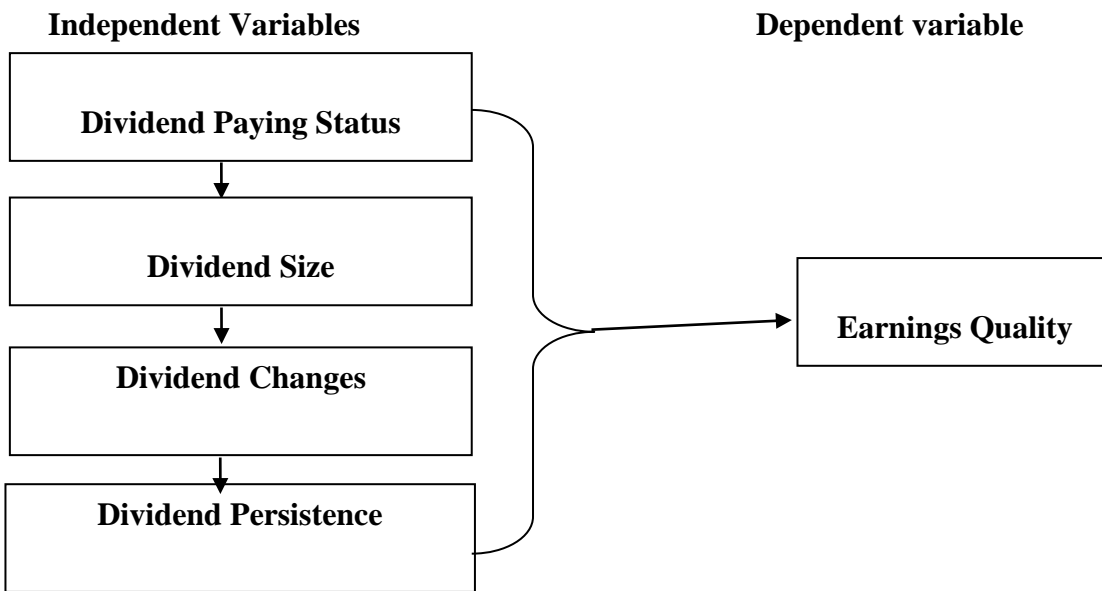 Independent Variables
Dependent variable
Dividend Paying Status
Dividend Size
Dividend Changes
Dividend Persistence
Earnings Quality